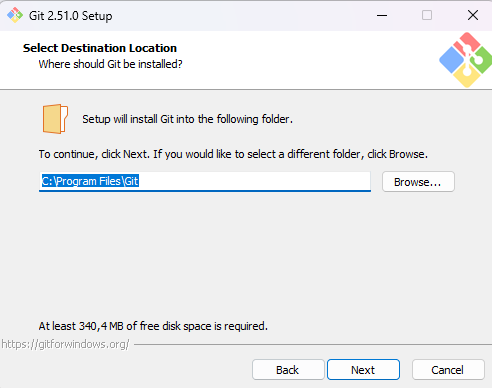 Git 2.51.0 Setup
Select Destination Location
Where should Git be installed?
Setup will install Git into the following folder.
To continue, click Next. If you would like to select a different folder, click Browse.
C:\Program Files\Git
Browse...
At least 340,4 MB of free disk space is required.
https://gitforwindows.org/
Back
Next
Cancel